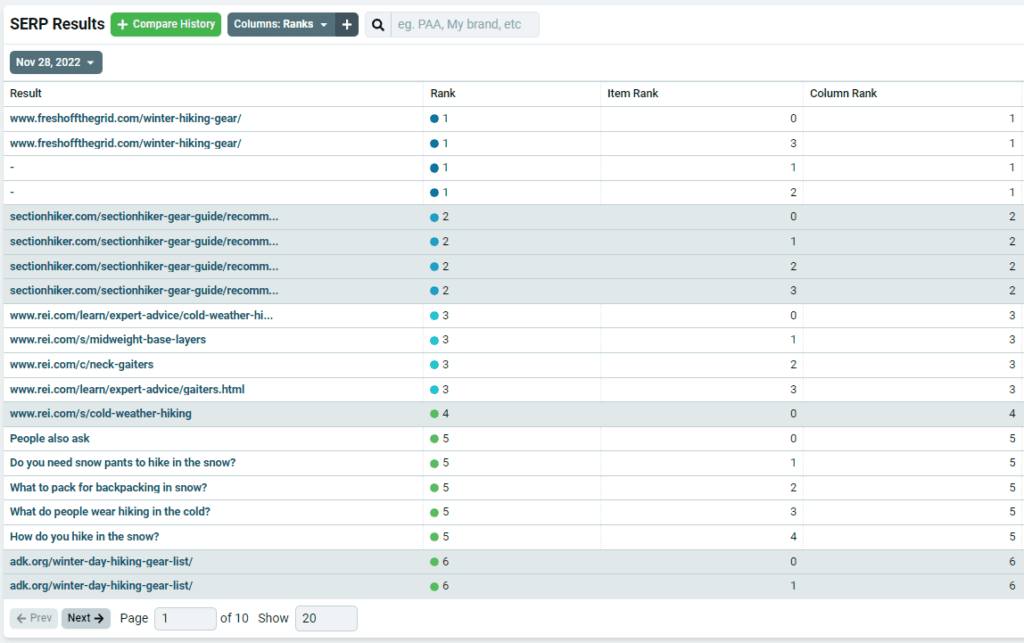 SERP Results + Compare History Columns: Ranks + eg. PAA, My brand, etc
Nov 28, 2022
Result Rank Item Rank Column Rank
www.freshoffthegrid.com/winter-hiking-gear/ 1 0 1
www.freshoffthegrid.com/winter-hiking-gear/ 1 3 1
- 1 1 1
- 1 2 1
sectionhiker.com/sectionhiker-gear-guide/recomm... 2 0 2
sectionhiker.com/sectionhiker-gear-guide/recomm... 2 1 2
sectionhiker.com/sectionhiker-gear-guide/recomm... 2 2 2
sectionhiker.com/sectionhiker-gear-guide/recomm... 2 3 2
www.rei.com/learn/expert-advice/cold-weather-hi... 3 0 3
www.rei.com/s/midweight-base-layers 3 1 3
www.rei.com/c/neck-gaiters 3 2 3
www.rei.com/learn/expert-advice/gaiters.html 3 3 3
www.rei.com/s/cold-weather-hiking 4 0 4
People also ask 5 0 5
Do you need snow pants to hike in the snow? 5 1 5
What to pack for backpacking in snow? 5 2 5
What do people wear hiking in the cold? 5 3 5
How do you hike in the snow? 5 4 5
adk.org/winter-day-hiking-gear-list/ 6 0 6
adk.org/winter-day-hiking-gear-list/ 6 1 6
← Prev Next → Page 1 of 10 Show 20